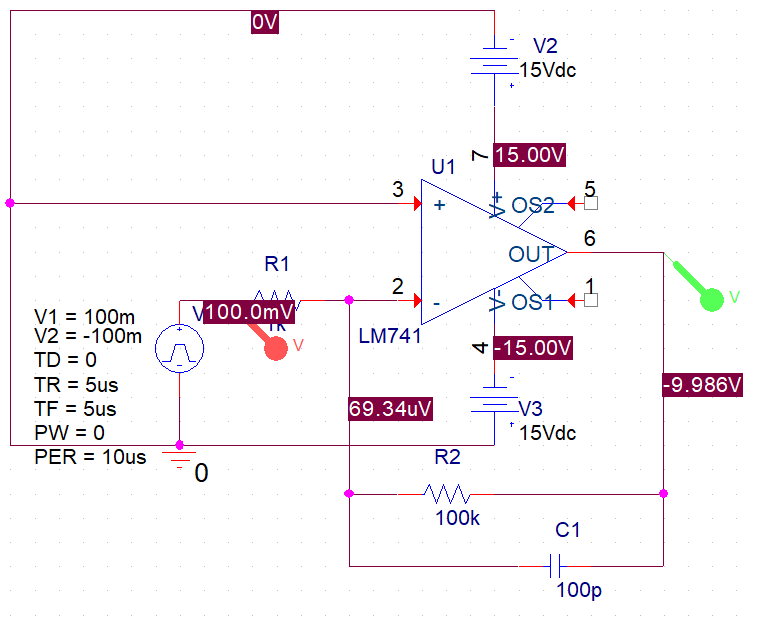 0V
V2
15Vdc
7
15.00V
U1
3
+
V+
OS2
5
6
OUT
R1
2
-
V-
OS1
1
V
100.0mV
1k
V
LM741
V
V1 = 100m
V2 = -100m
TD = 0
TR = 5us
TF = 5us
PW = 0
PER = 10us
0
4
-15.00V
V3
15Vdc
-9.986V
69.34uV
R2
100k
C1
100p